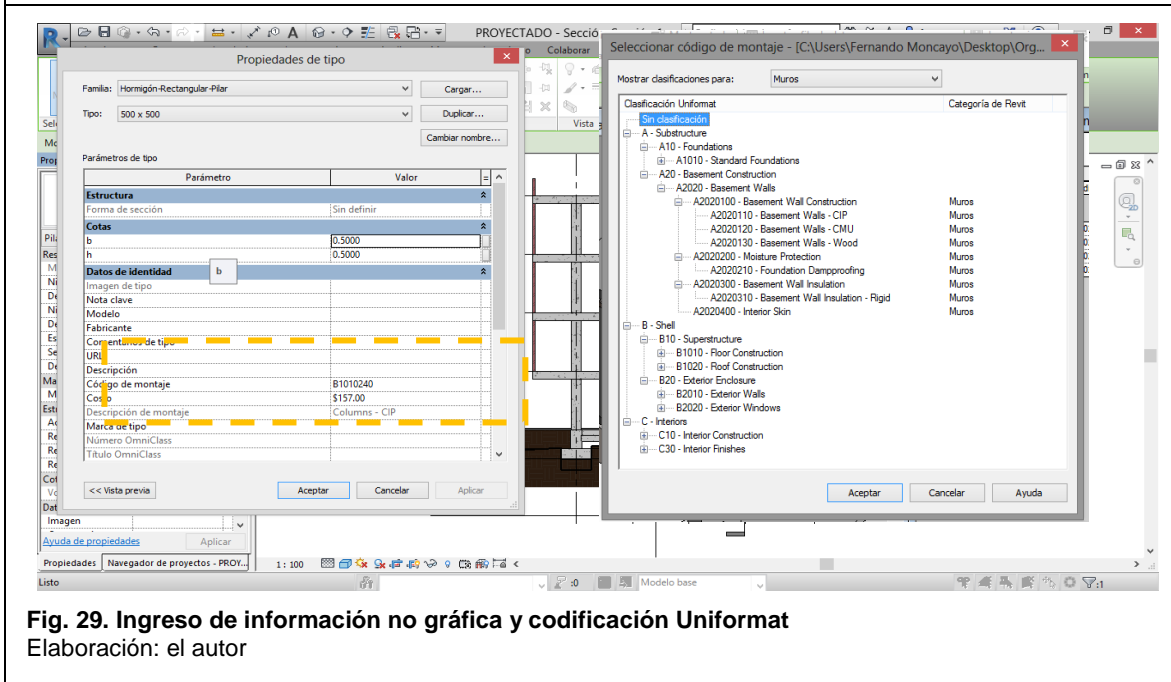 PROYECTADO - Secció
Colaborar
Vista
Propiedades de tipo
Familia: Hormigón-Rectangular-Pilar Cargar...
Tipo: 500 x 500 Duplicar...
Cambiar nombre...
Parámetros de tipo
Parámetro Valor =
Estructura
Forma de sección Sin definir
Cotas
b 0.5000
h 0.5000
Datos de identidad b
Imagen de tipo
Nota clave
Modelo
Fabricante
Comentarios de tipo
URL
Descripción
Código de montaje B1010240
Costo $157.00
Descripción de montaje Columns - CIP
Marca de tipo
Número OmniClass
Título OmniClass
<< Vista previa Aceptar Cancelar Aplicar
Imagen
Ayuda de propiedades Aplicar
Propiedades Navegador de proyectos - PROY...
1 : 100
Listo
:0 Modelo base
:1
Seleccionar código de montaje - [C:\Users\Fernando Moncayo\Desktop\Org...
Mostrar clasificaciones para: Muros
Clasificación Uniformat Categoría de Revit
Sin clasificación
A - Substructure
A10 - Foundations
A1010 - Standard Foundations
A20 - Basement Construction
A2020 - Basement Walls
A2020100 - Basement Wall Construction Muros
A2020110 - Basement Walls - CIP Muros
A2020120 - Basement Walls - CMU Muros
A2020130 - Basement Walls - Wood Muros
A2020200 - Moisture Protection Muros
A2020210 - Foundation Dampproofing Muros
A2020300 - Basement Wall Insulation Muros
A2020310 - Basement Wall Insulation - Rigid Muros
A2020400 - Interior Skin Muros
B - Shell
B10 - Superstructure
B1010 - Floor Construction
B1020 - Roof Construction
B20 - Exterior Enclosure
B2010 - Exterior Walls
B2020 - Exterior Windows
C - Interiors
C10 - Interior Construction
C30 - Interior Finishes
Aceptar Cancelar Ayuda
Fig. 29. Ingreso de información no gráfica y codificación Uniformat
Elaboración: el autor